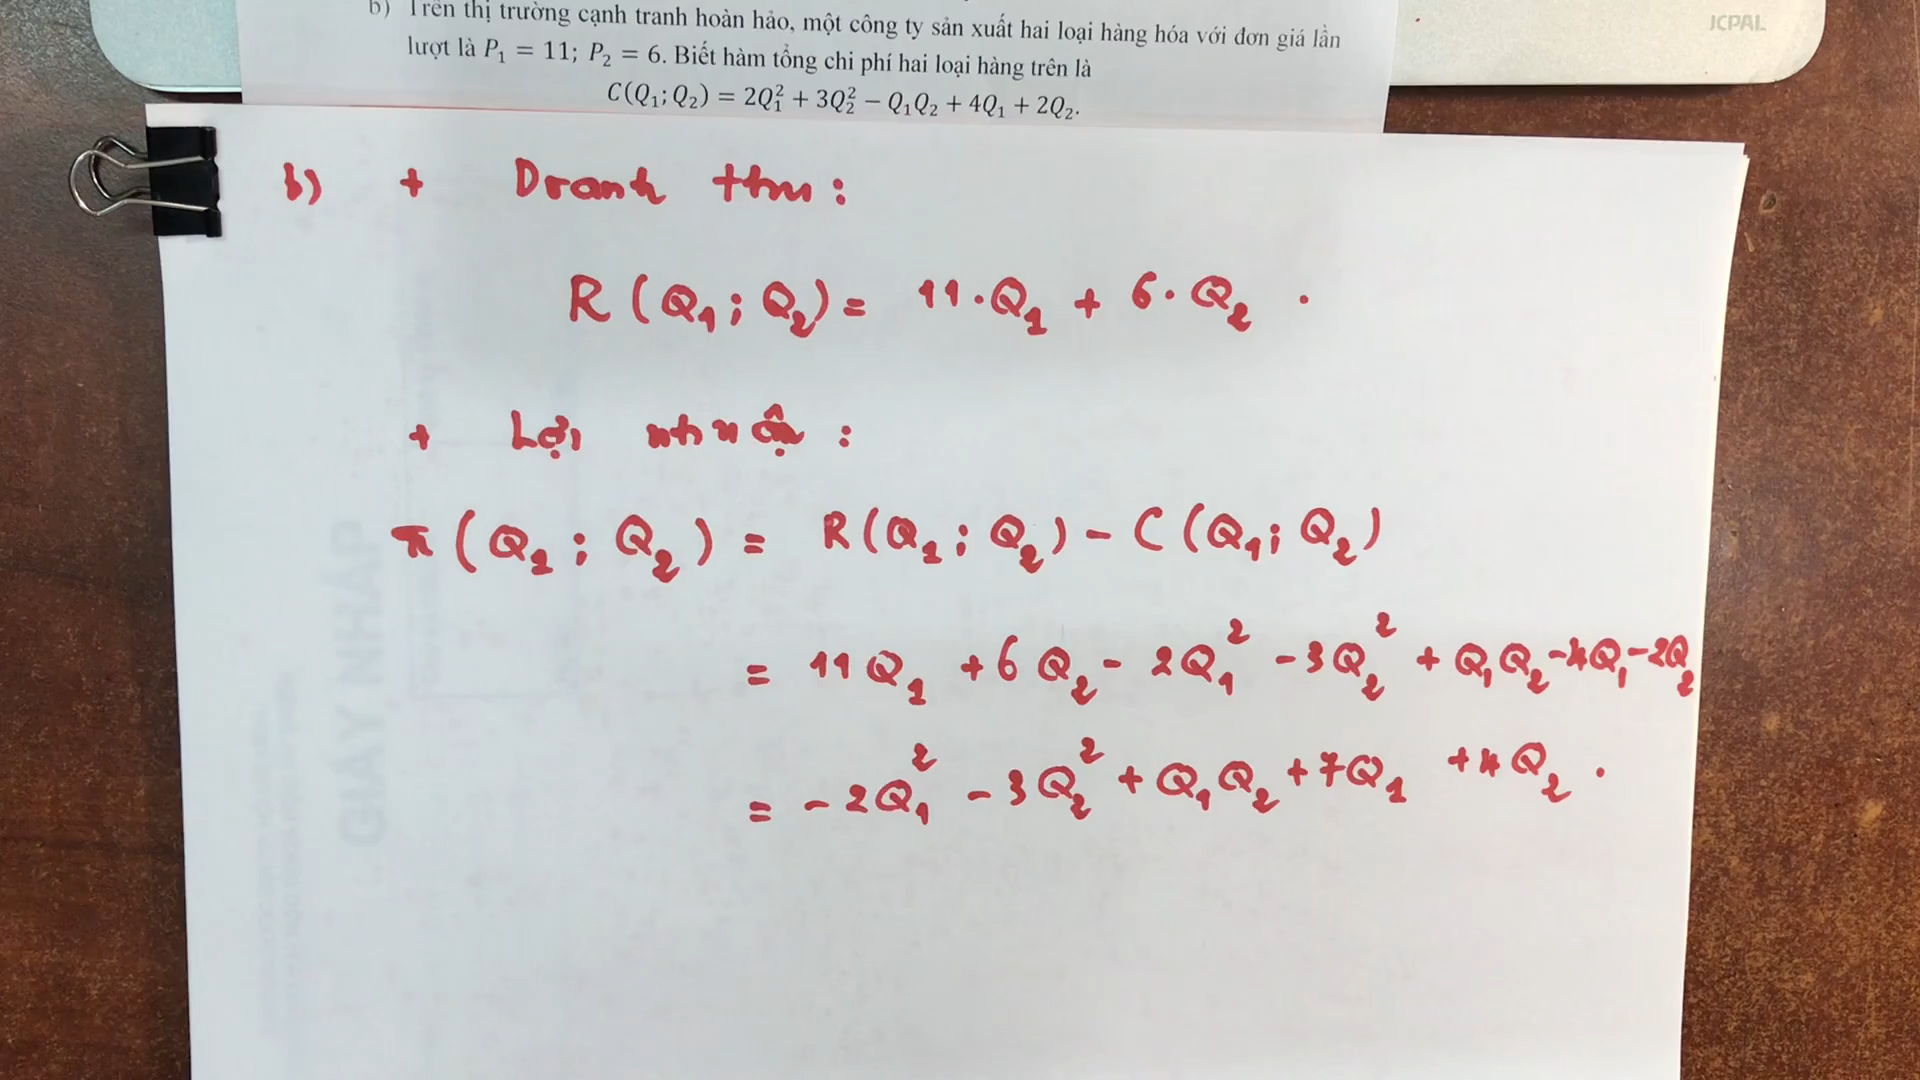 JCPAL
b) Trên thị trường cạnh tranh hoàn hảo, một công ty sản xuất hai loại hàng hóa với đơn giá lần
lượt là P₁ = 11; P₂ = 6. Biết hàm tổng chi phí hai loại hàng trên là
C(Q₁; Q₂) = 2Q₁² + 3Q₂² − Q₁Q₂ + 4Q₁ + 2Q₂.
b) + Doanh thu:
R (Q₁; Q₂) = 11·Q₁ + 6·Q₂ .
+ Lợi nhuận :
π (Q₁ ; Q₂) = R(Q₁ ; Q₂) − C (Q₁; Q₂)
= 11Q₁ + 6Q₂ − 2Q₁² − 3Q₂² + Q₁Q₂ − 4Q₁ − 2Q₂
= − 2Q₁² − 3Q₂² + Q₁Q₂ + 7Q₁ + 4Q₂ .
GIẤY NHÁP